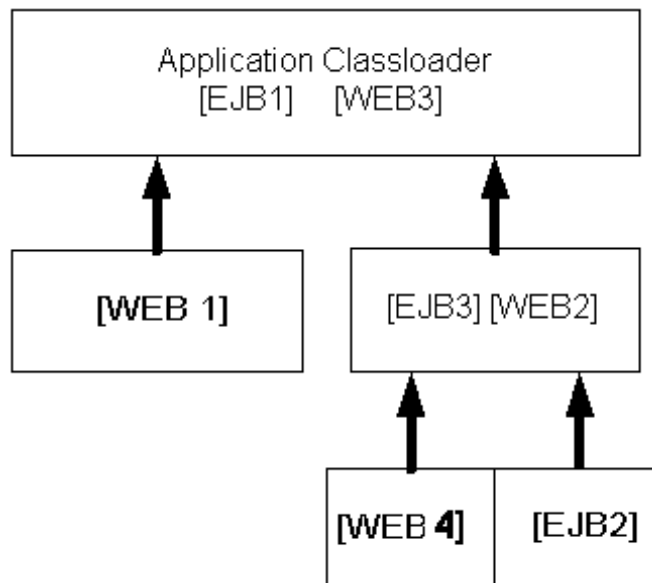 Application Classloader
[EJB1] [WEB3]
[WEB 1]
[EJB3] [WEB2]
[WEB 4]
[EJB2]